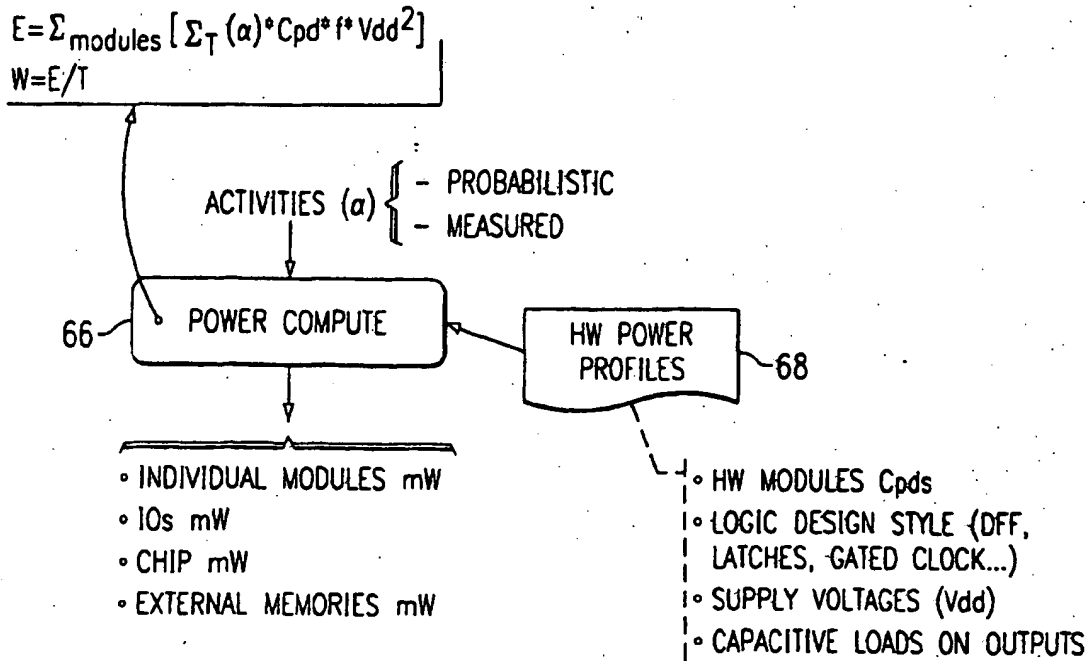 E=Σmodules[ΣT(α)*Cpd*f*Vdd²]
W=E/T
ACTIVITIES (α)
- PROBABILISTIC
- MEASURED
66
POWER COMPUTE
HW POWER
PROFILES
68
∘ INDIVIDUAL MODULES mW
∘ IOs mW
∘ CHIP mW
∘ EXTERNAL MEMORIES mW
∘ HW MODULES Cpds
∘ LOGIC DESIGN STYLE (DFF,
LATCHES, GATED CLOCK...)
∘ SUPPLY VOLTAGES (Vdd)
∘ CAPACITIVE LOADS ON OUTPUTS